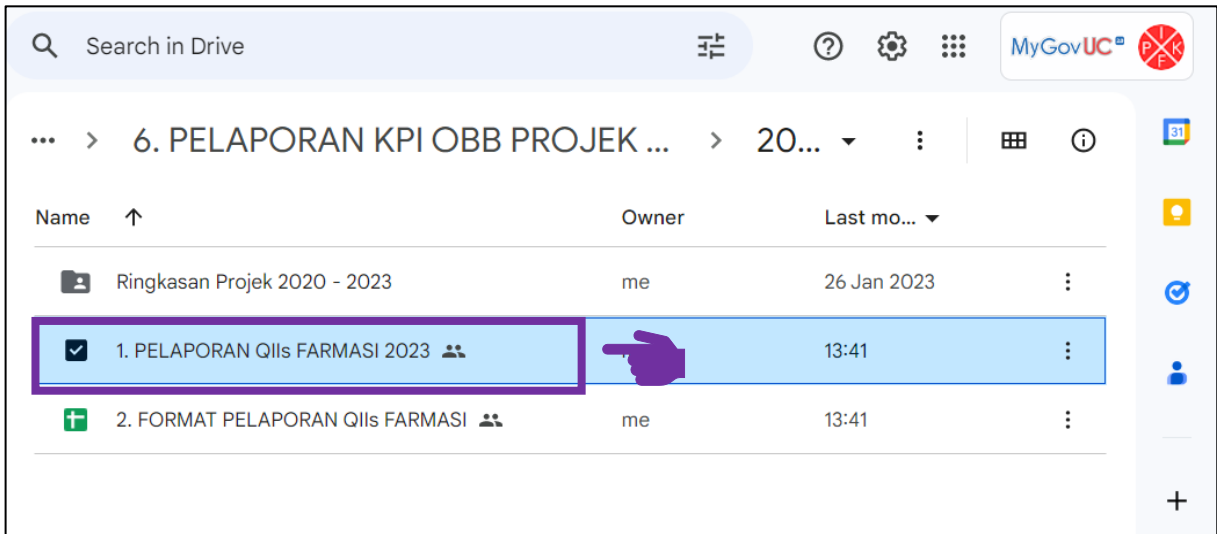 Search in Drive
MyGovUC
P I K F
6. PELAPORAN KPI OBB PROJEK ... 20...
31
Name Owner Last mo...
Ringkasan Projek 2020 - 2023 me 26 Jan 2023
1. PELAPORAN QIIs FARMASI 2023 13:41
2. FORMAT PELAPORAN QIIs FARMASI me 13:41